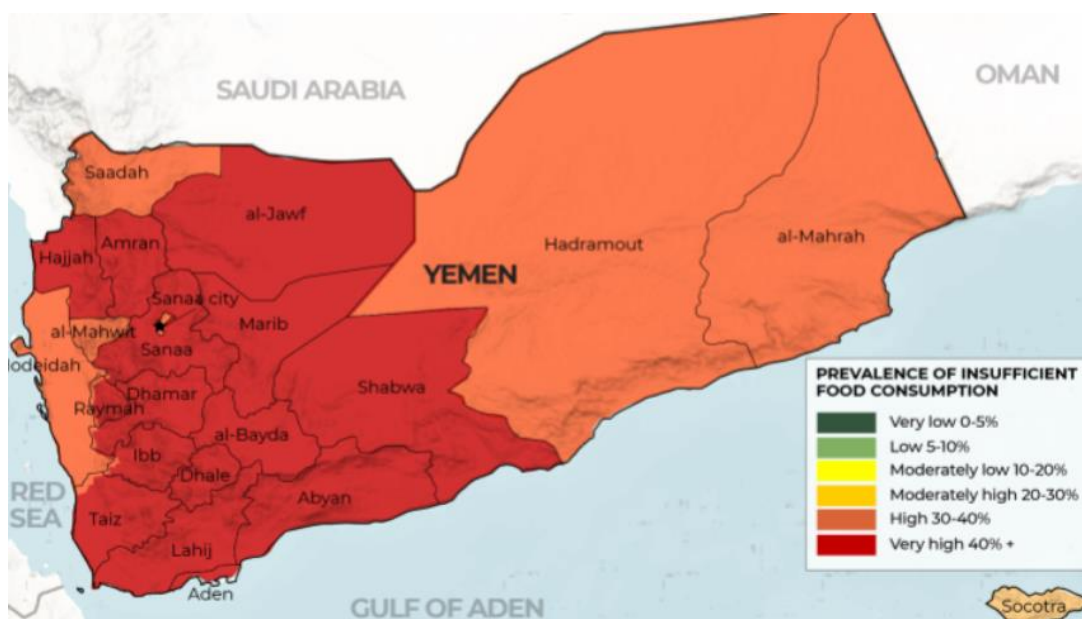 SAUDI ARABIA
OMAN
Saadah
al-Jawf
Hajjah
Amran
Hadramout
al-Mahrah
YEMEN
Sanaa city
al-Mahwit
Marib
Sanaa
lodeidah
Shabwa
Dhamar
Raymah
al-Bayda
Ibb
Dhale
Abyan
RED
SEA
Taiz
Lahij
Aden
GULF OF ADEN
Socotra
PREVALENCE OF INSUFFICIENT
FOOD CONSUMPTION
Very low 0-5%
Low 5-10%
Moderately low 10-20%
Moderately high 20-30%
High 30-40%
Very high 40% +